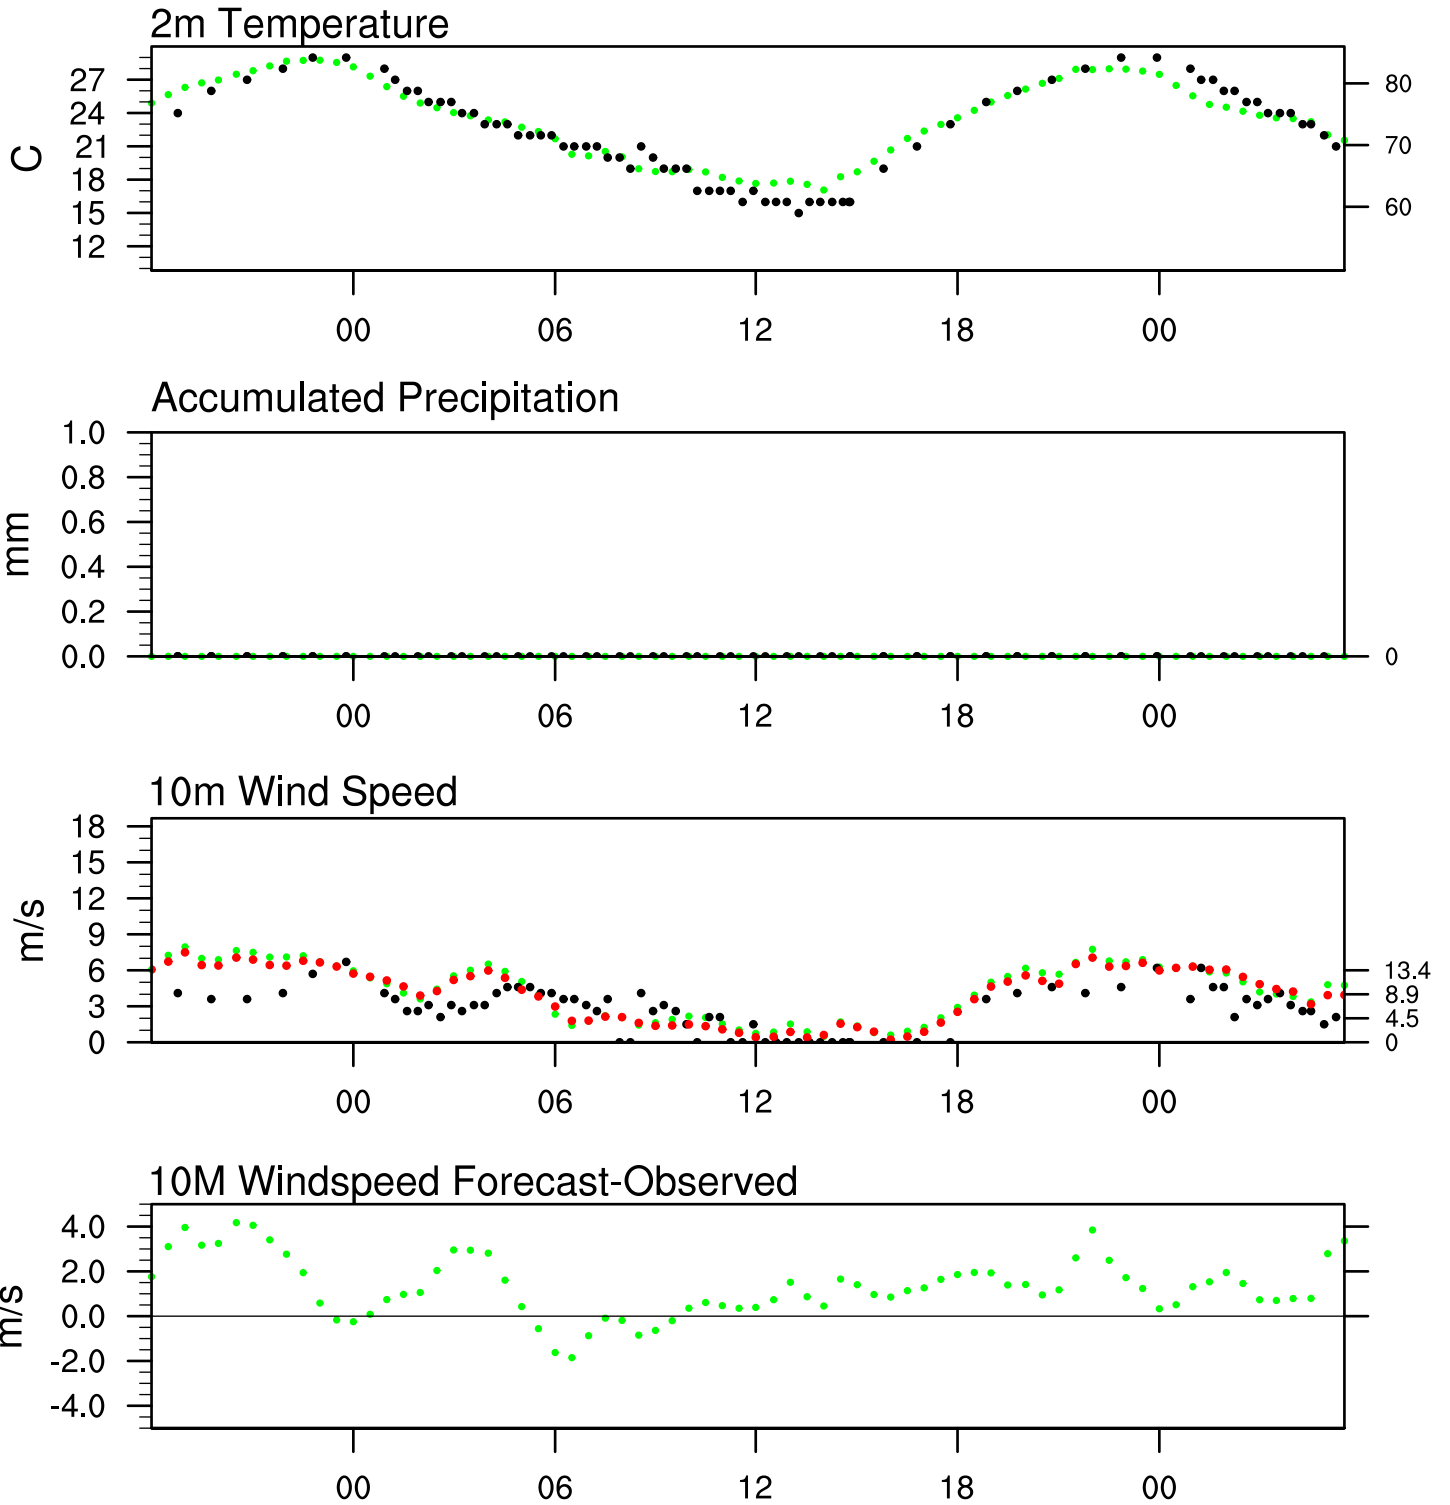 2m Temperature
C
27
24
21
18
15
12
80
70
60
00 06 12 18 00
Accumulated Precipitation
mm
1.0
0.8
0.6
0.4
0.2
0.0
0
00 06 12 18 00
10m Wind Speed
m/s
18
15
12
9
6
3
0
13.4
8.9
4.5
0
00 06 12 18 00
10M Windspeed Forecast-Observed
m/s
4.0
2.0
0.0
-2.0
-4.0
00 06 12 18 00